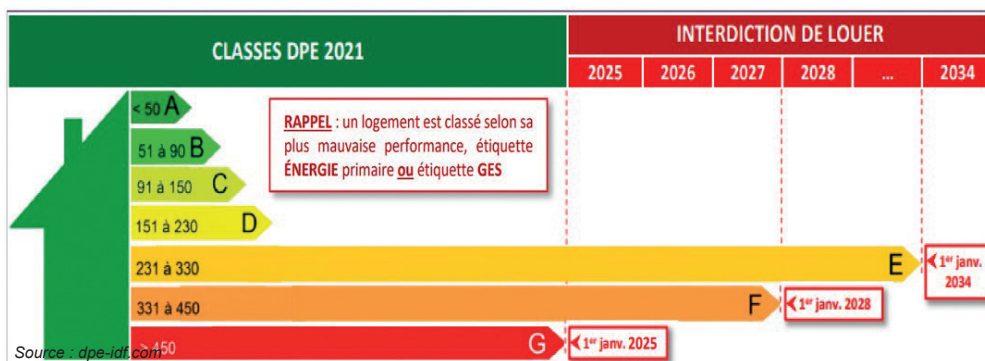 CLASSES DPE 2021
INTERDICTION DE LOUER
2025 2026 2027 2028 ... 2034
< 50 A
51 à 90 B
91 à 150 C
151 à 230 D
231 à 330 E
331 à 450 F
> 450 G
RAPPEL : un logement est classé selon sa
plus mauvaise performance, étiquette
ÉNERGIE primaire ou étiquette GES
1er janv.
2034
1er janv. 2028
1er janv. 2025
Source : dpe-idf.com